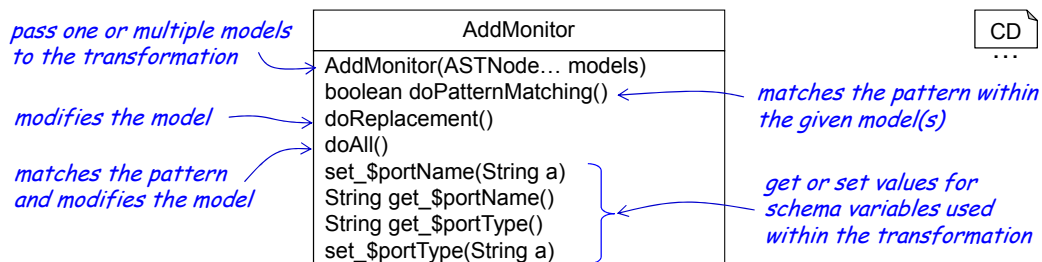 pass one or multiple models
to the transformation
modifies the model
matches the pattern
and modifies the model
AddMonitor
AddMonitor(ASTNode... models)
boolean doPatternMatching()
doReplacement()
doAll()
set_$portName(String a)
String get_$portName()
String get_$portType()
set_$portType(String a)
CD
...
matches the pattern within
the given model(s)
get or set values for
schema variables used
within the transformation